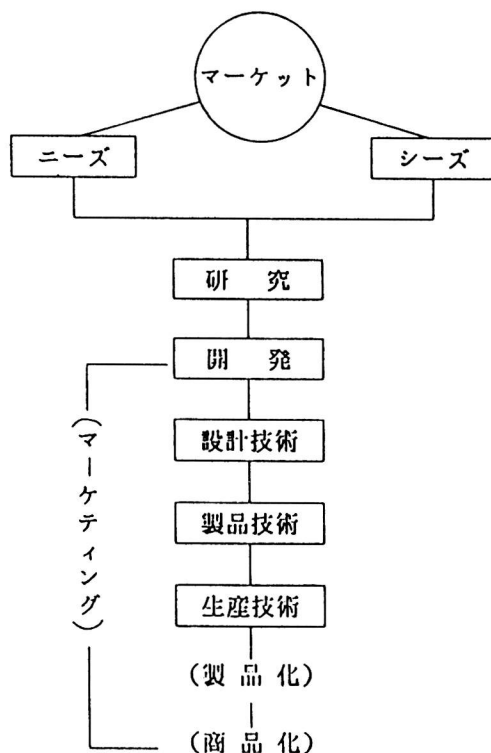 マーケット
ニーズ
シーズ
研究
開発
(マーケティング)
設計技術
製品技術
生産技術
(製品化)
(商品化)